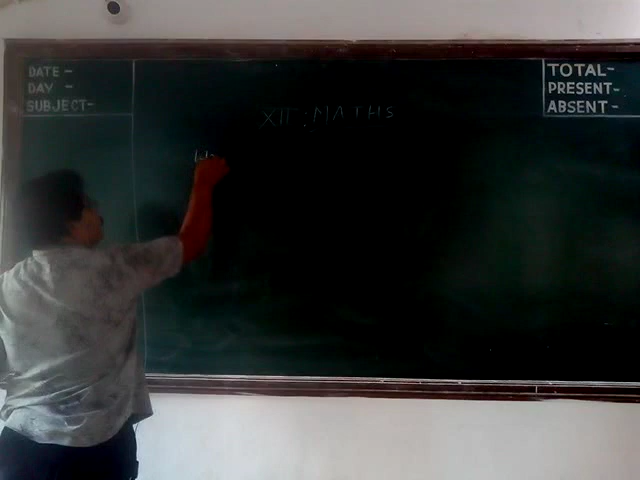 DATE -
DAY -
SUBJECT-
TOTAL-
PRESENT-
ABSENT-
XII : MATHS